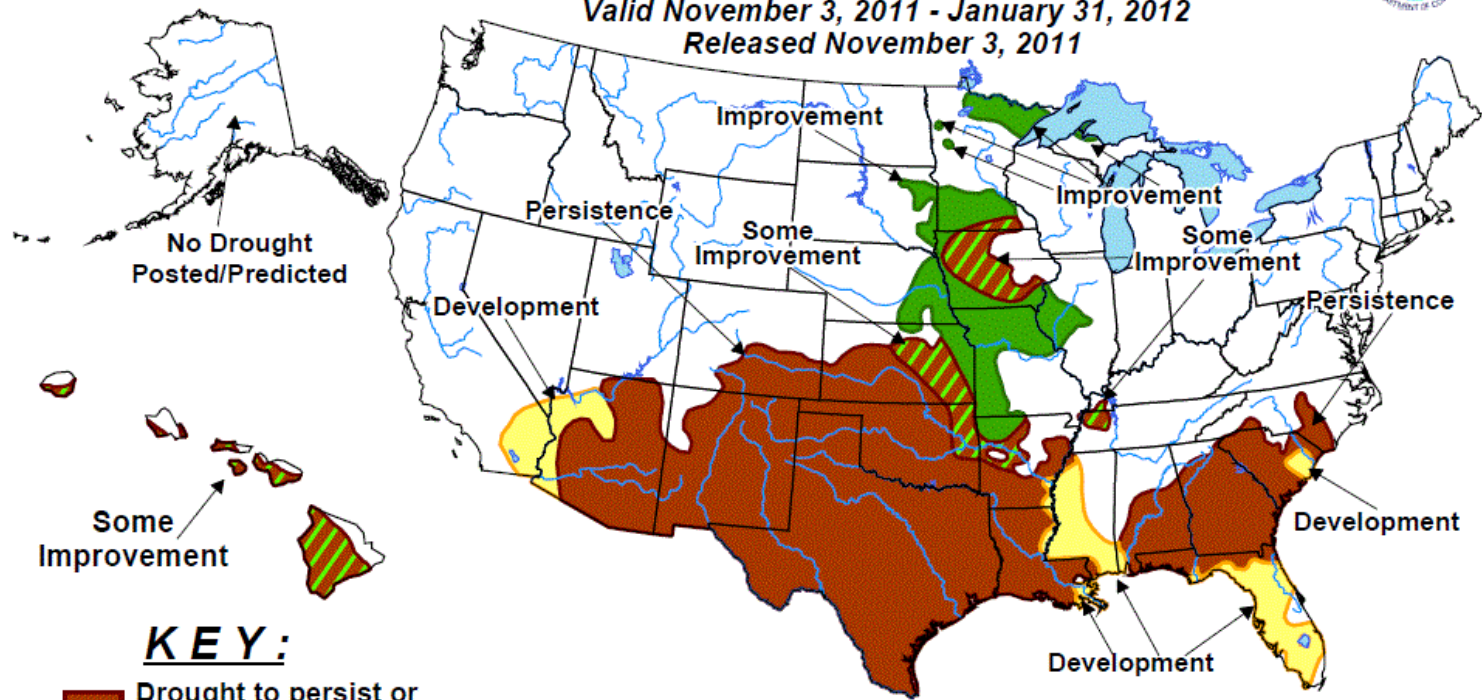 Valid November 3, 2011 - January 31, 2012
Released November 3, 2011
Improvement
Improvement
Persistence
Some
Improvement
Some
Improvement
No Drought
Posted/Predicted
Development
Persistence
Some
Improvement
Development
Development
KEY:
Drought to persist or